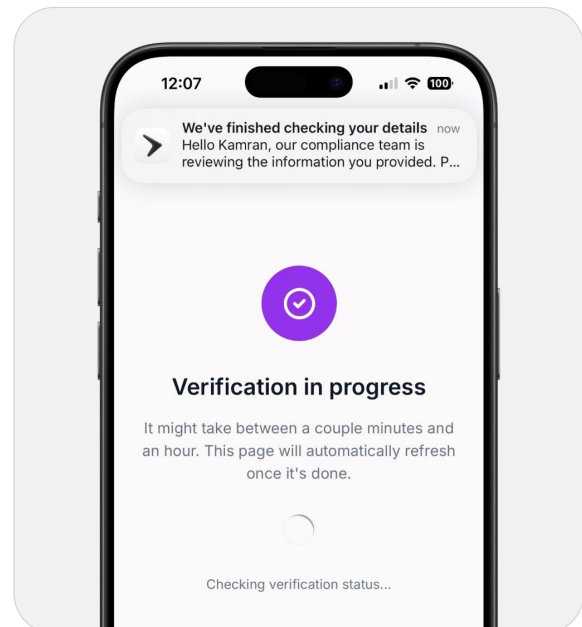 12:07
100
We've finished checking your details now
Hello Kamran, our compliance team is
reviewing the information you provided. P...
Verification in progress
It might take between a couple minutes and
an hour. This page will automatically refresh
once it's done.
Checking verification status...